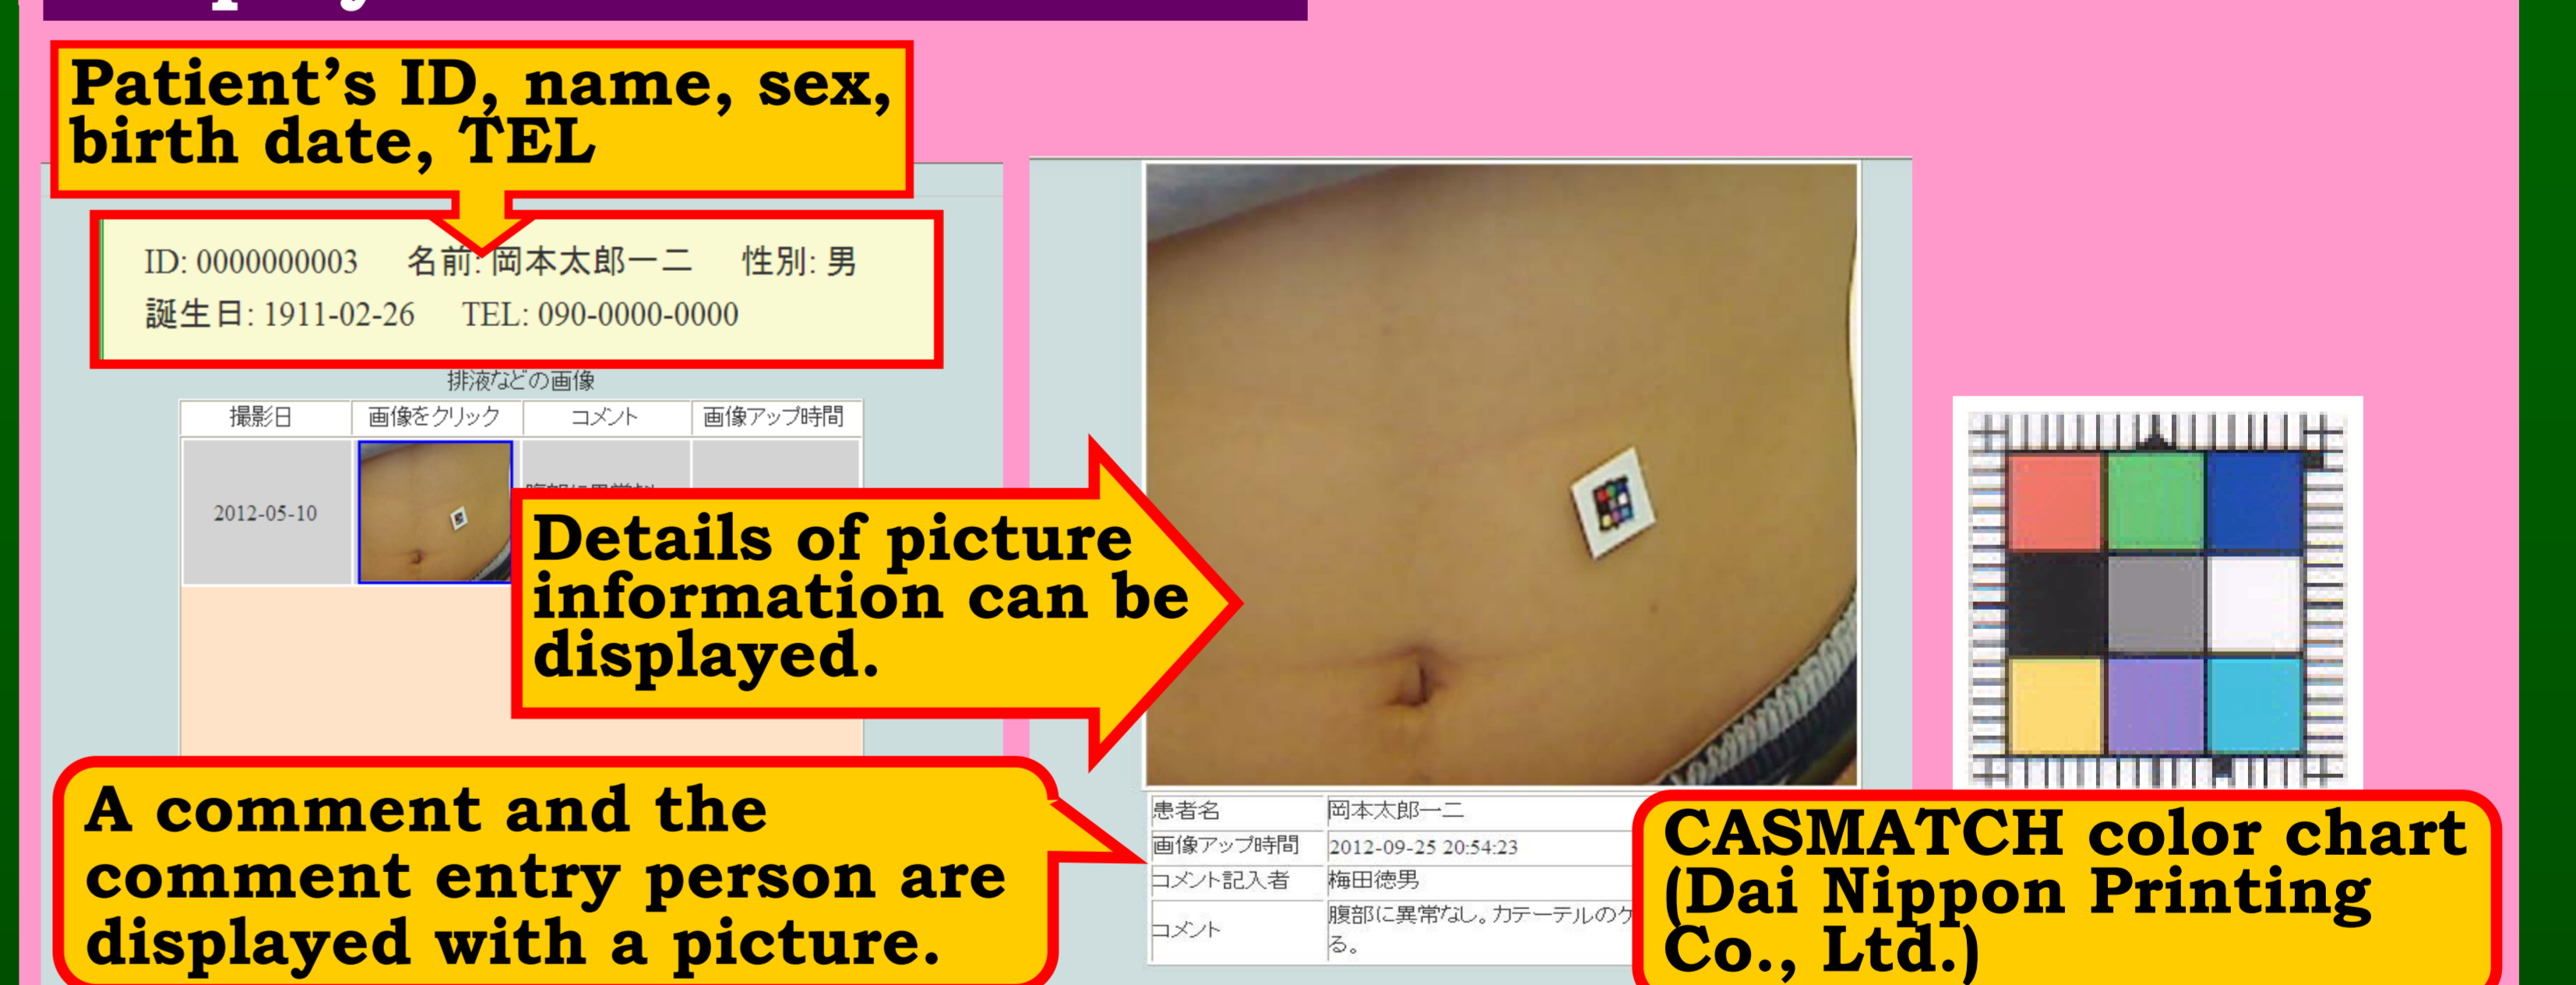 Patient's ID, name, sex,
birth date, TEL
ID: 0000000003 名前: 岡本太郎一二 性別: 男
誕生日: 1911-02-26 TEL: 090-0000-0000
排液などの画像
撮影日 画像をクリック コメント 画像アップ時間
2012-05-10
Details of picture
information can be
displayed.
A comment and the
comment entry person are
displayed with a picture.
患者名 岡本太郎一二
画像アップ時間 2012-09-25 20:54:23
コメント記入者 梅田徳男
コメント 腹部に異常なし。カテーテルのケ
る。
CASMATCH color chart
(Dai Nippon Printing
Co., Ltd.)